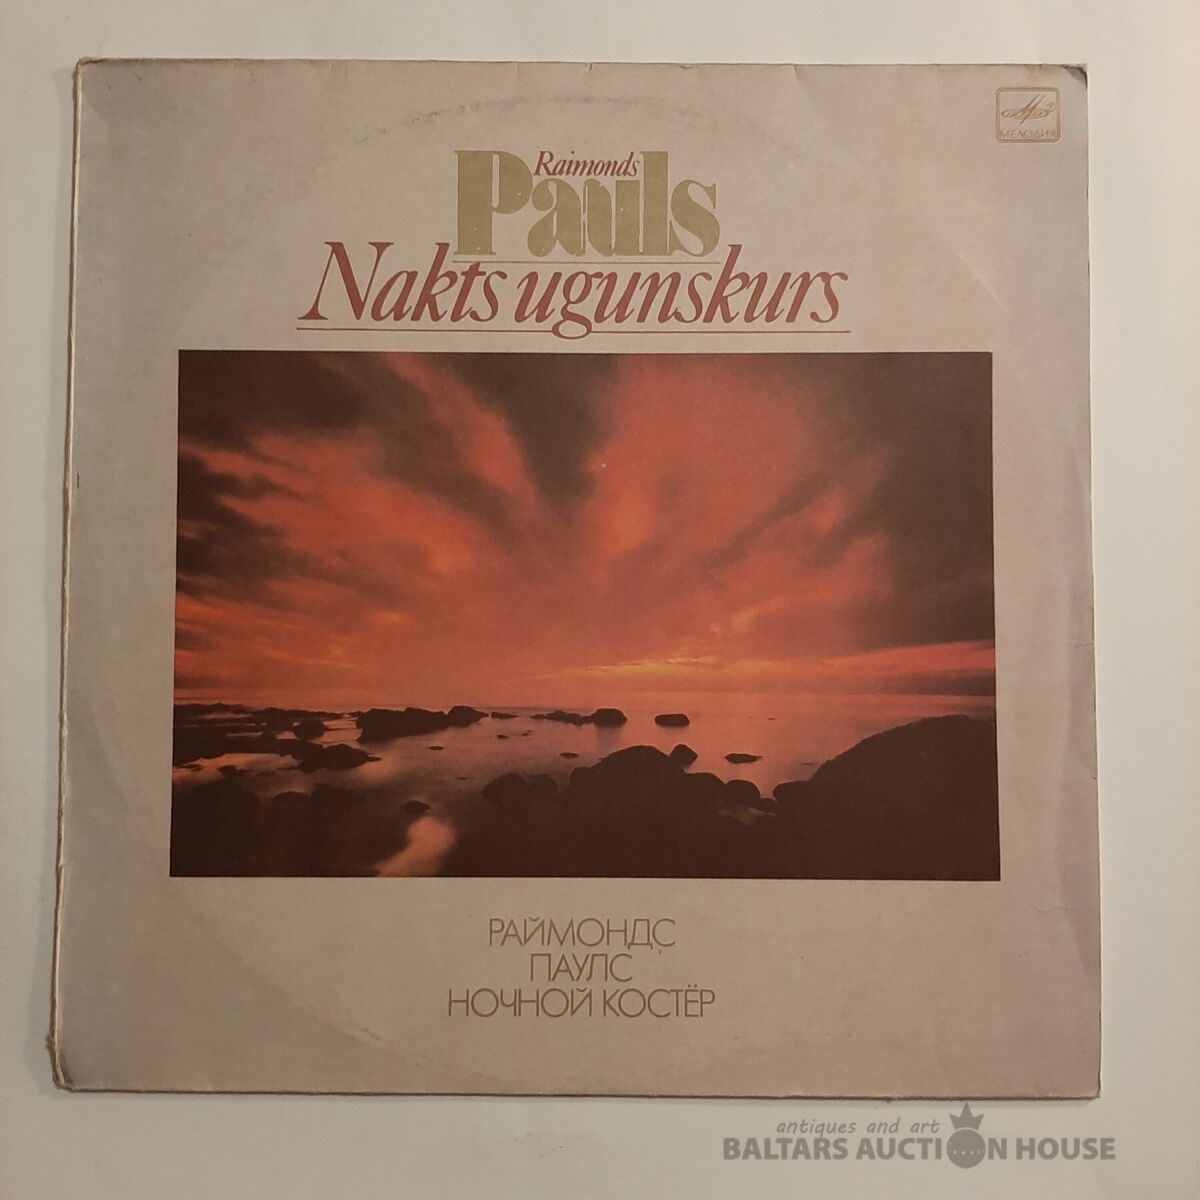 МЕЛОДИЯ
Raimonds
Pauls
Nakts ugunskurs
РАЙМОНДС
ПАУЛС
НОЧНОЙ КОСТЁР
antiques and art
BALTARS AUCTION HOUSE